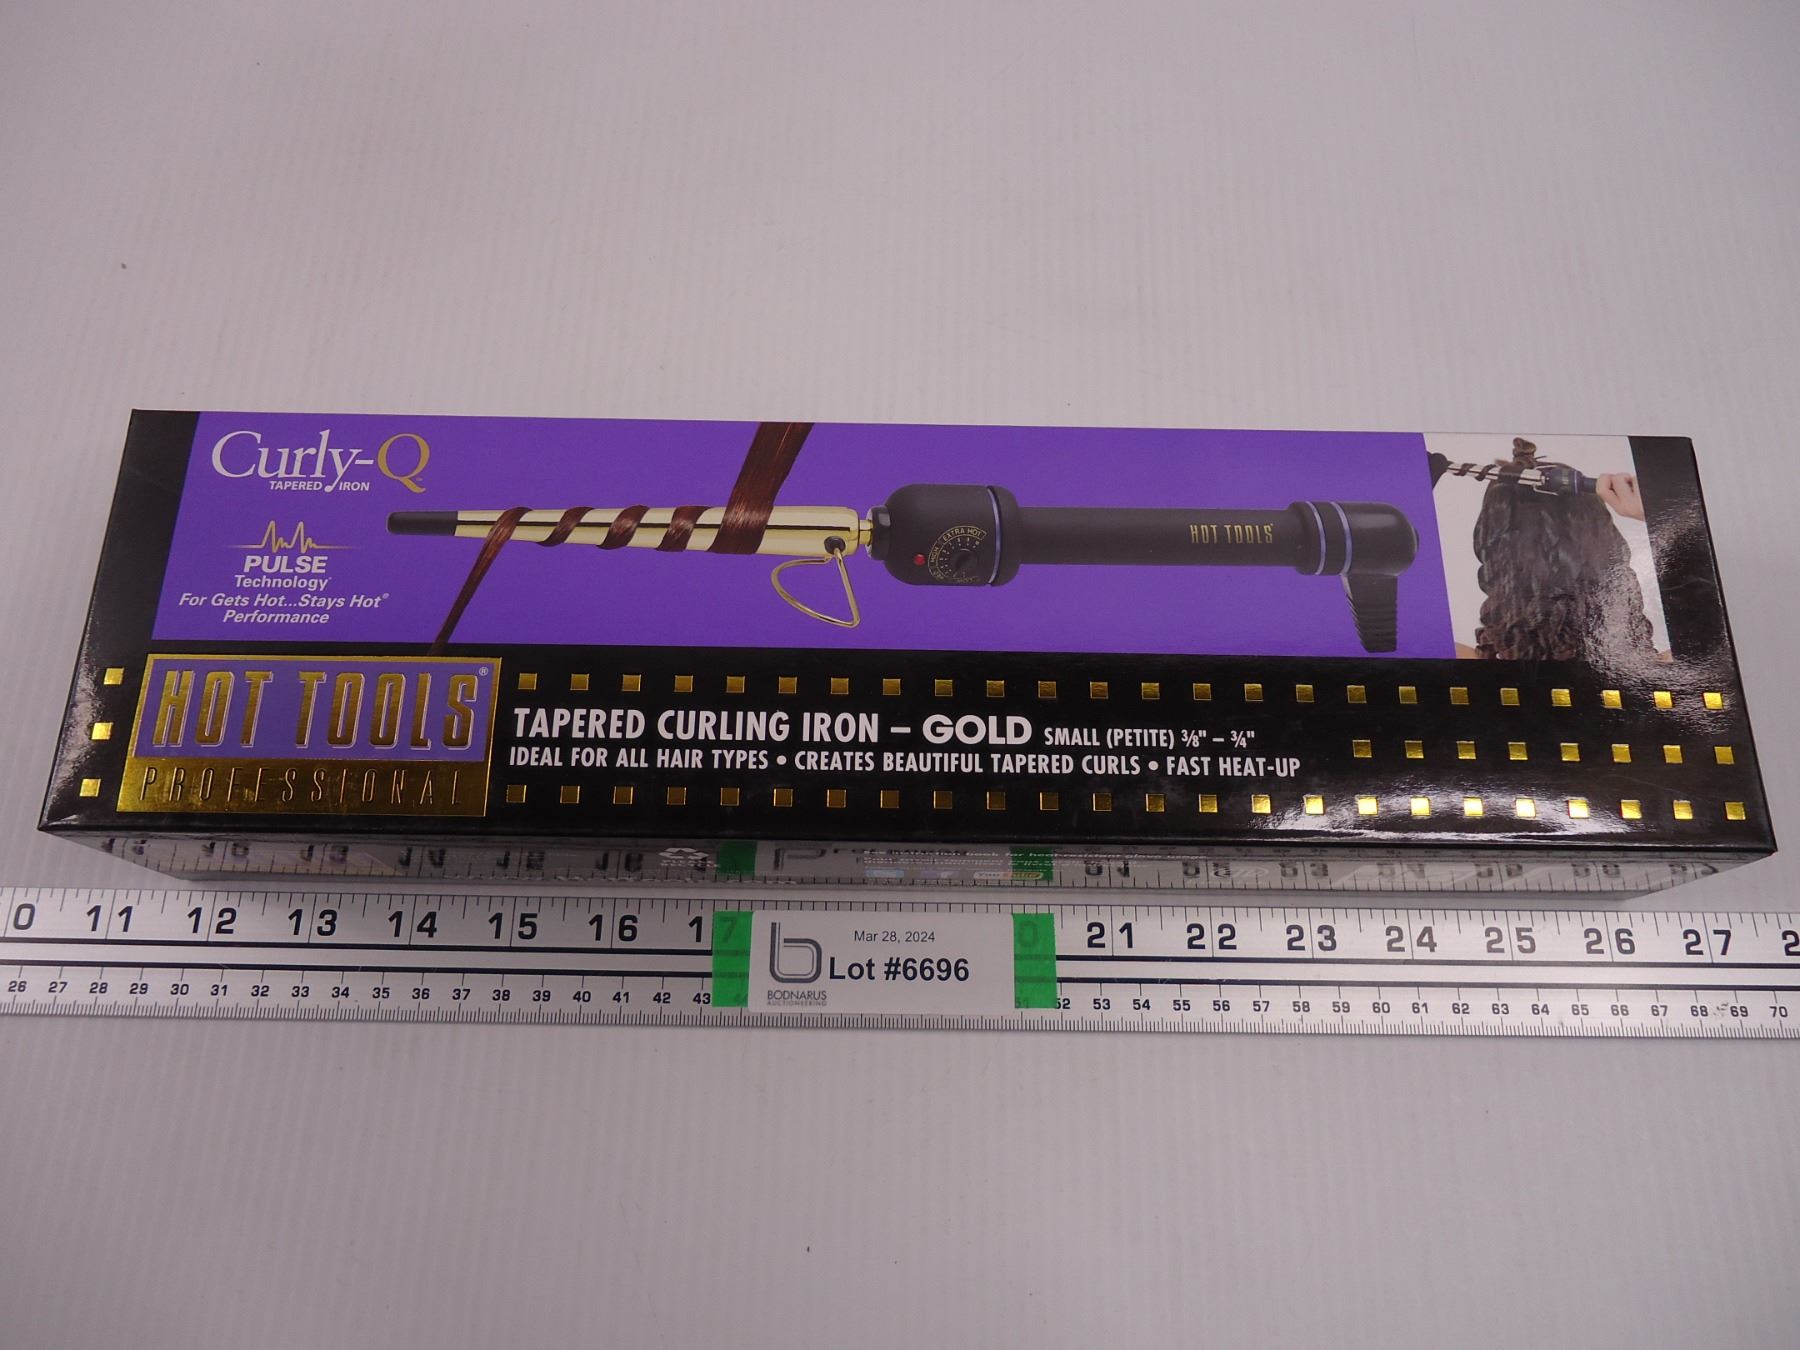 Curly-Q™
TAPERED IRON
PULSE
Technology
For Gets Hot...Stays Hot®
Performance
EXTRA HOT
HIGH
HOT TOOLS
HOT TOOLS®
PROFESSIONAL
TAPERED CURLING IRON – GOLD SMALL (PETITE) 3/8" – 3/4"
IDEAL FOR ALL HAIR TYPES • CREATES BEAUTIFUL TAPERED CURLS • FAST HEAT-UP
0 11 12 13 14 15 16 17 0 21 22 23 24 25 26 27 2
Mar 28, 2024
Lot #6696
BODNARUS
AUCTIONEERING
26 27 28 29 30 31 32 33 34 35 36 37 38 39 40 41 42 43 52 53 54 55 56 57 58 59 60 61 62 63 64 65 66 67 68 69 70